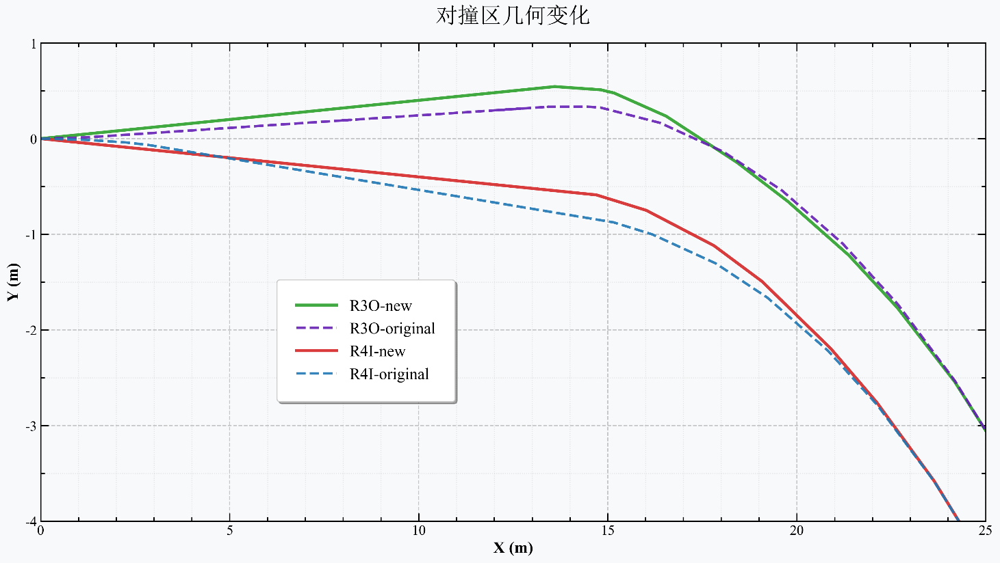 对撞区几何变化
1
0
-1
-2
-3
-4
Y (m)
R3O-new
R3O-original
R4I-new
R4I-original
0 5 10 15 20 25
X (m)